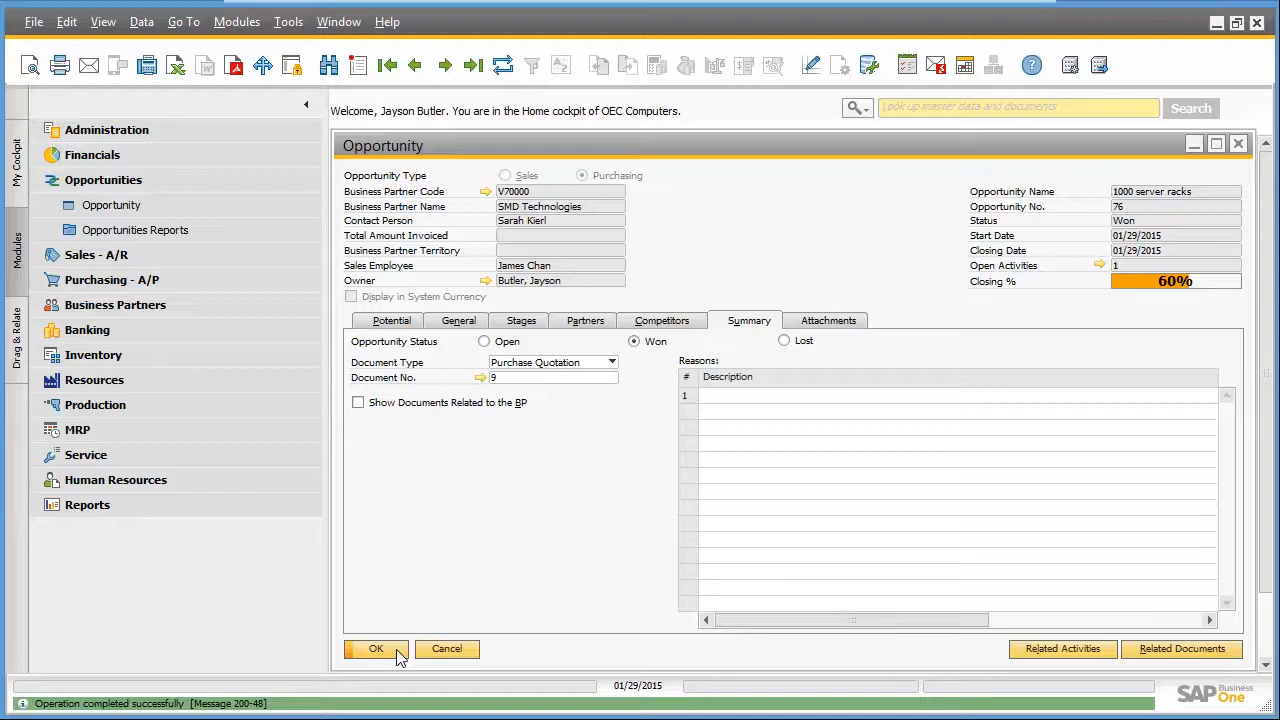 File Edit View Data Go To Modules Tools Window Help
Welcome, Jayson Butler. You are in the Home cockpit of OEC Computers.
Look up master data and documents
Search
My Cockpit
Modules
Drag & Relate
Administration
Financials
Opportunities
Opportunity
Opportunities Reports
Sales - A/R
Purchasing - A/P
Business Partners
Banking
Inventory
Resources
Production
MRP
Service
Human Resources
Reports
Opportunity
Opportunity Type Sales Purchasing
Business Partner Code V70000
Business Partner Name SMD Technologies
Contact Person Sarah Kierl
Total Amount Invoiced
Business Partner Territory
Sales Employee James Chan
Owner Butler, Jayson
Display in System Currency
Opportunity Name 1000 server racks
Opportunity No. 76
Status Won
Start Date 01/29/2015
Closing Date 01/29/2015
Open Activities 1
Closing % 60%
Potential General Stages Partners Competitors Summary Attachments
Opportunity Status Open Won Lost
Document Type Purchase Quotation
Document No. 9
Show Documents Related to the BP
Reasons:
# Description
1
OK Cancel Related Activities Related Documents
01/29/2015
Operation completed successfully [Message 200-48]
SAP Business One